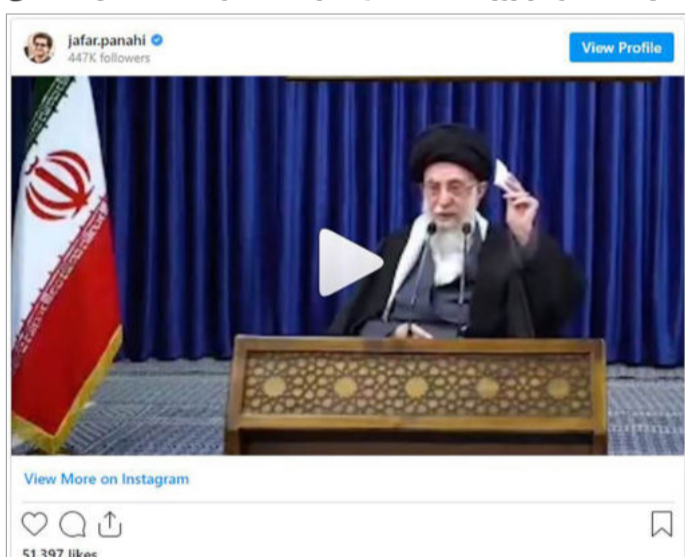 jafar.panahi
447K followers
View Profile
View More on Instagram
51,397 likes